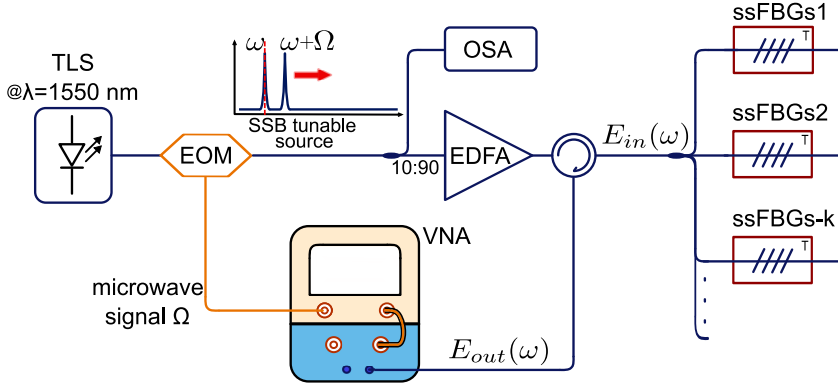 TLS
@λ=1550 nm
ω
ω+Ω
SSB tunable
source
EOM
OSA
10:90
EDFA
E_in(ω)
ssFBGs1
T
ssFBGs2
T
ssFBGs-k
T
VNA
microwave
signal Ω
E_out(ω)